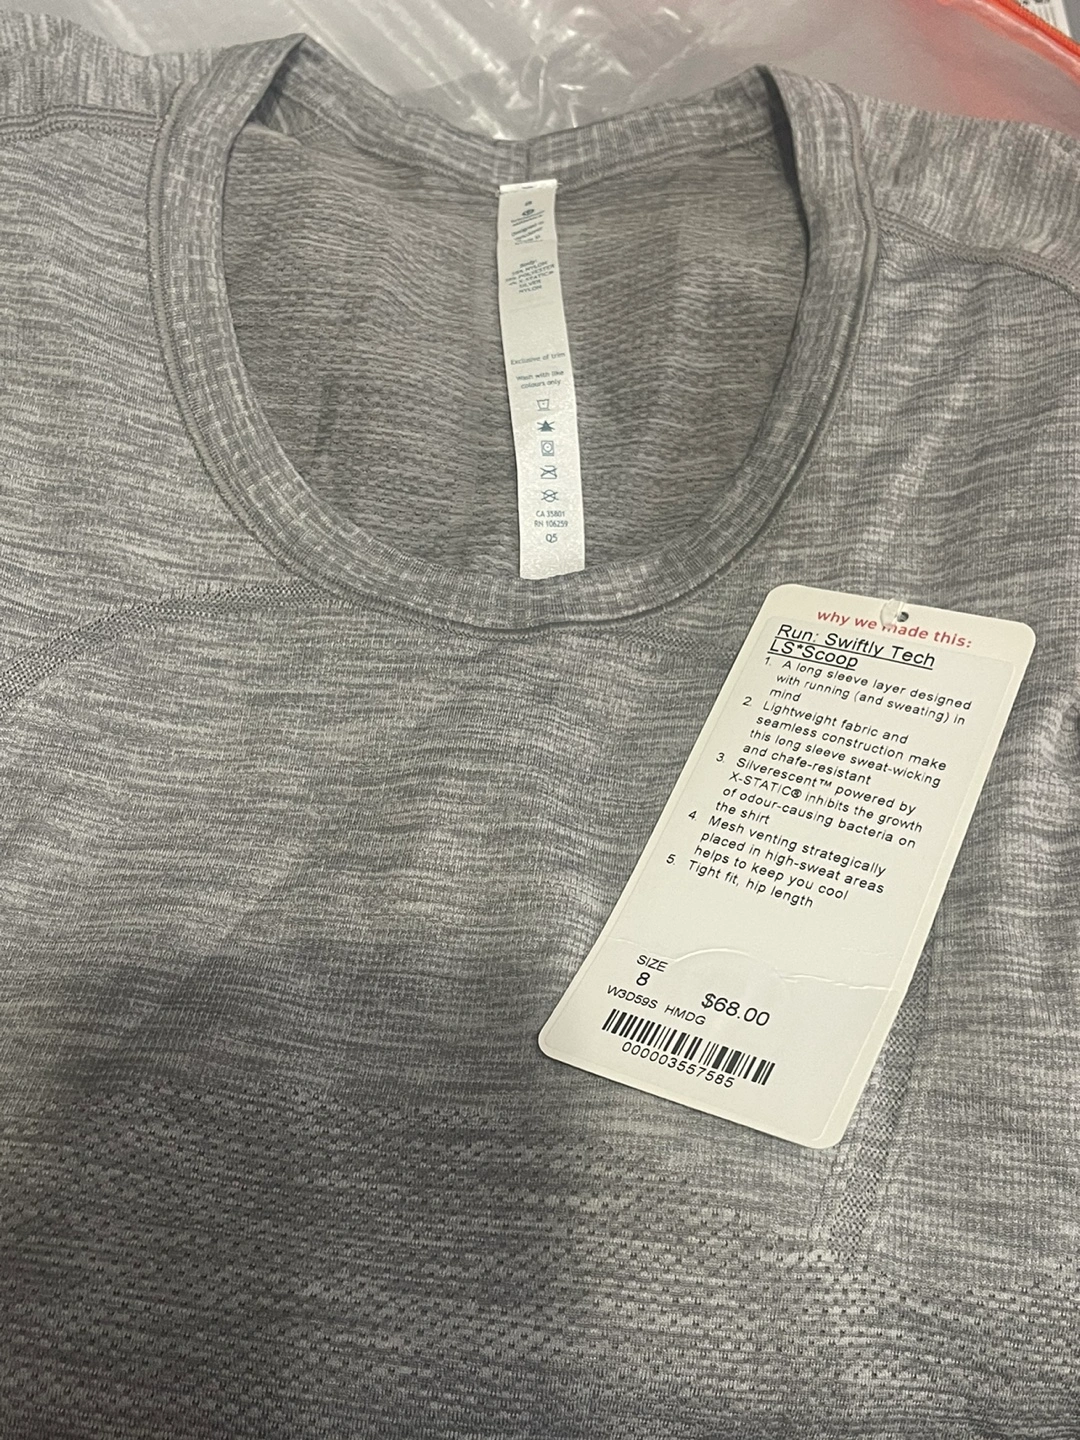 Exclusive of trim
Wash with like
colours only
CA 35801
RN 106259
Q5
why we made this:
Run: Swiftly Tech
LS*Scoop
1. A long sleeve layer designed
with running (and sweating) in
mind
2. Lightweight fabric and
seamless construction make
this long sleeve sweat-wicking
and chafe-resistant
3. Silverescent™ powered by
X-STATIC® inhibits the growth
of odour-causing bacteria on
the shirt
4. Mesh venting strategically
placed in high-sweat areas
helps to keep you cool
5. Tight fit, hip length
SIZE
8
$68.00
W3D59S HMDG
000003557585